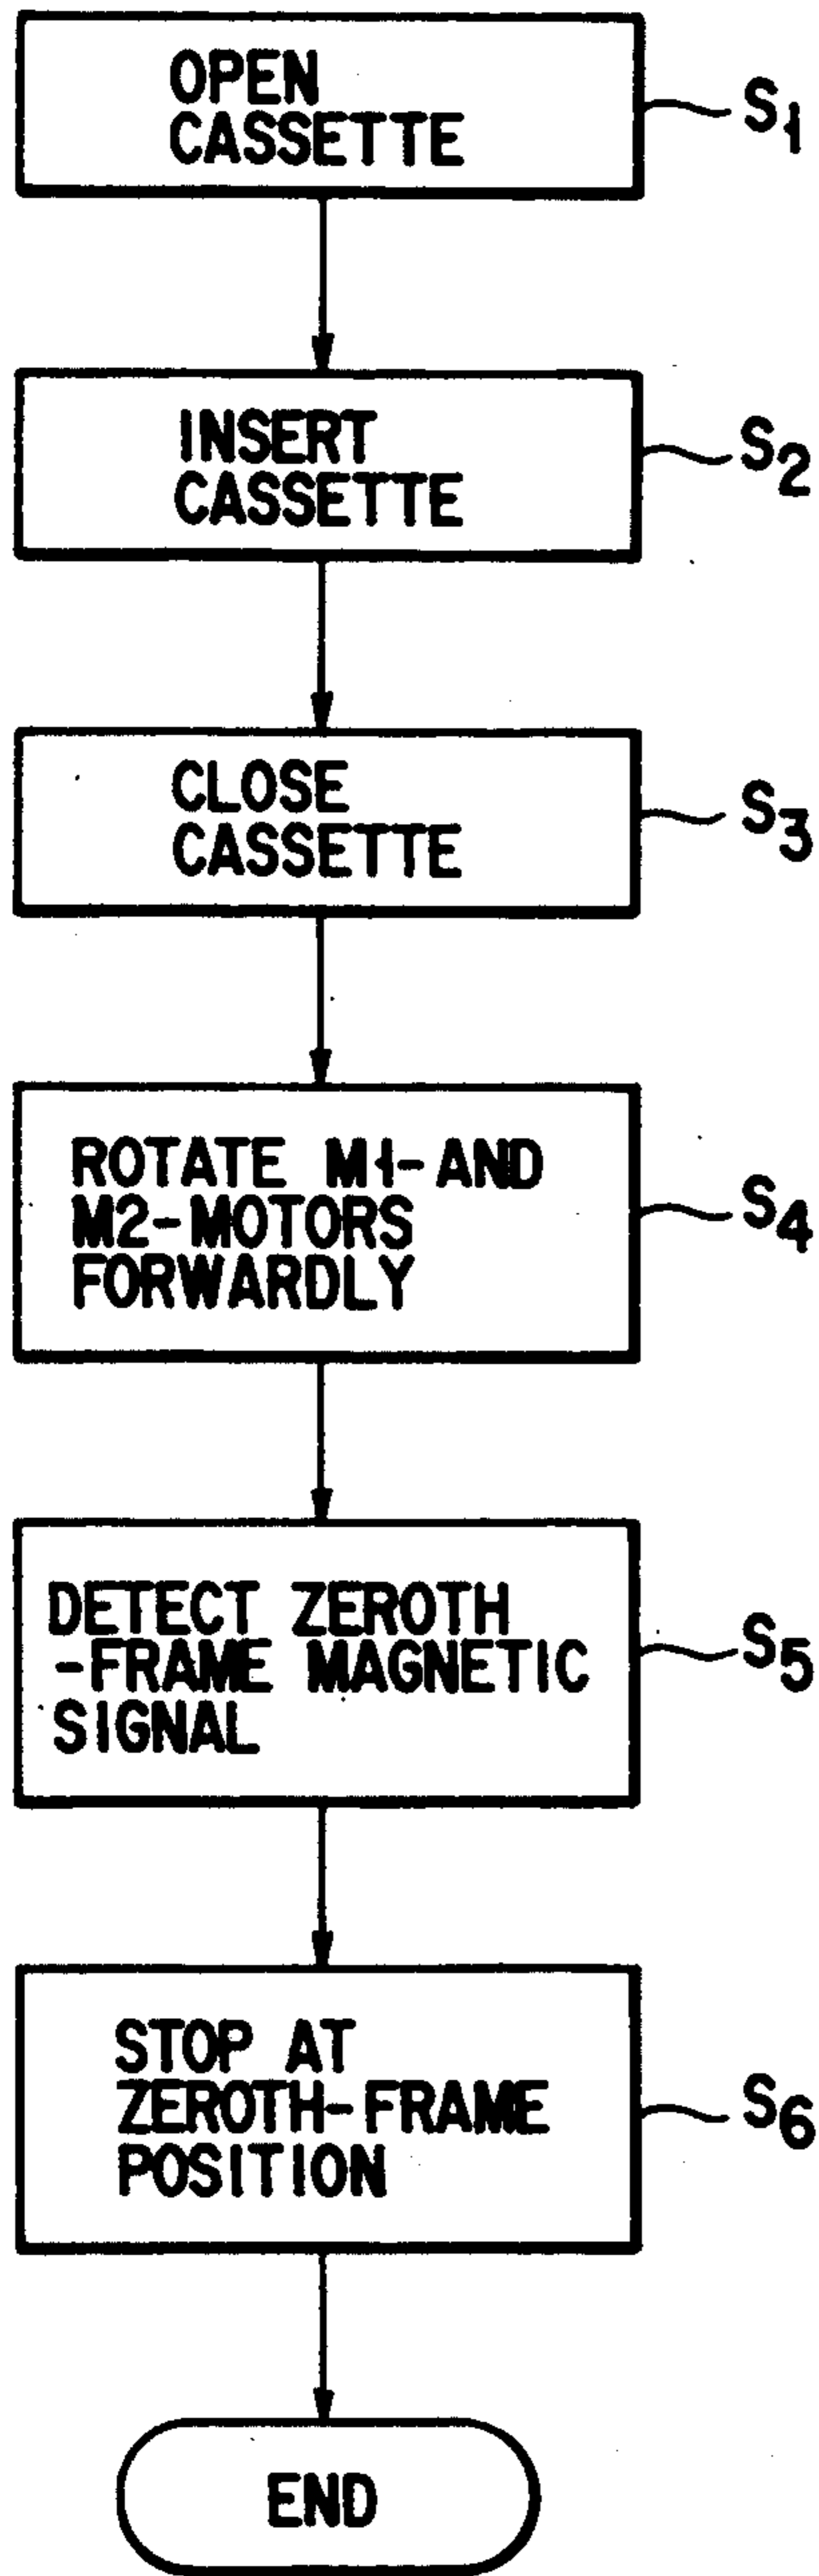 OPEN
CASSETTE
S1
INSERT
CASSETTE
S2
CLOSE
CASSETTE
S3
ROTATE M1-AND
M2-MOTORS
FORWARDLY
S4
DETECT ZEROTH
-FRAME MAGNETIC
SIGNAL
S5
STOP AT
ZEROTH-FRAME
POSITION
S6
END